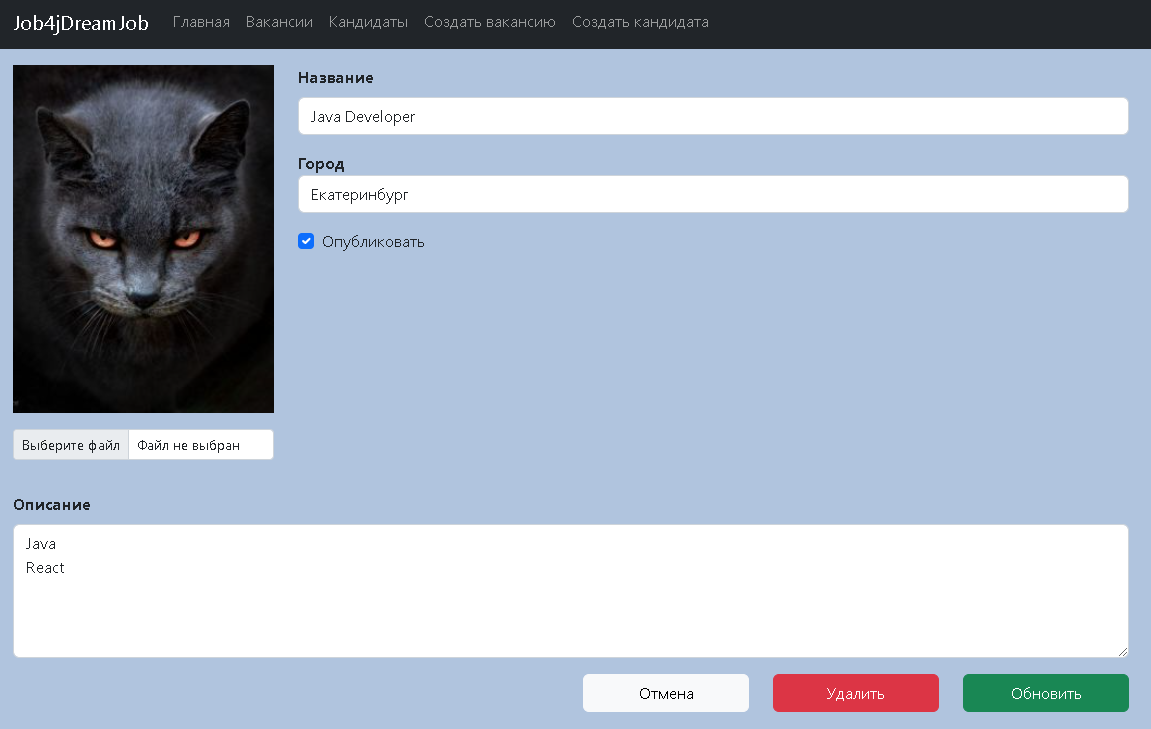 Job4jDreamJob Главная Вакансии Кандидаты Создать вакансию Создать кандидата
Название
Java Developer
Город
Екатеринбург
Опубликовать
Выберите файл Файл не выбран
Описание
Java
React
Отмена Удалить Обновить